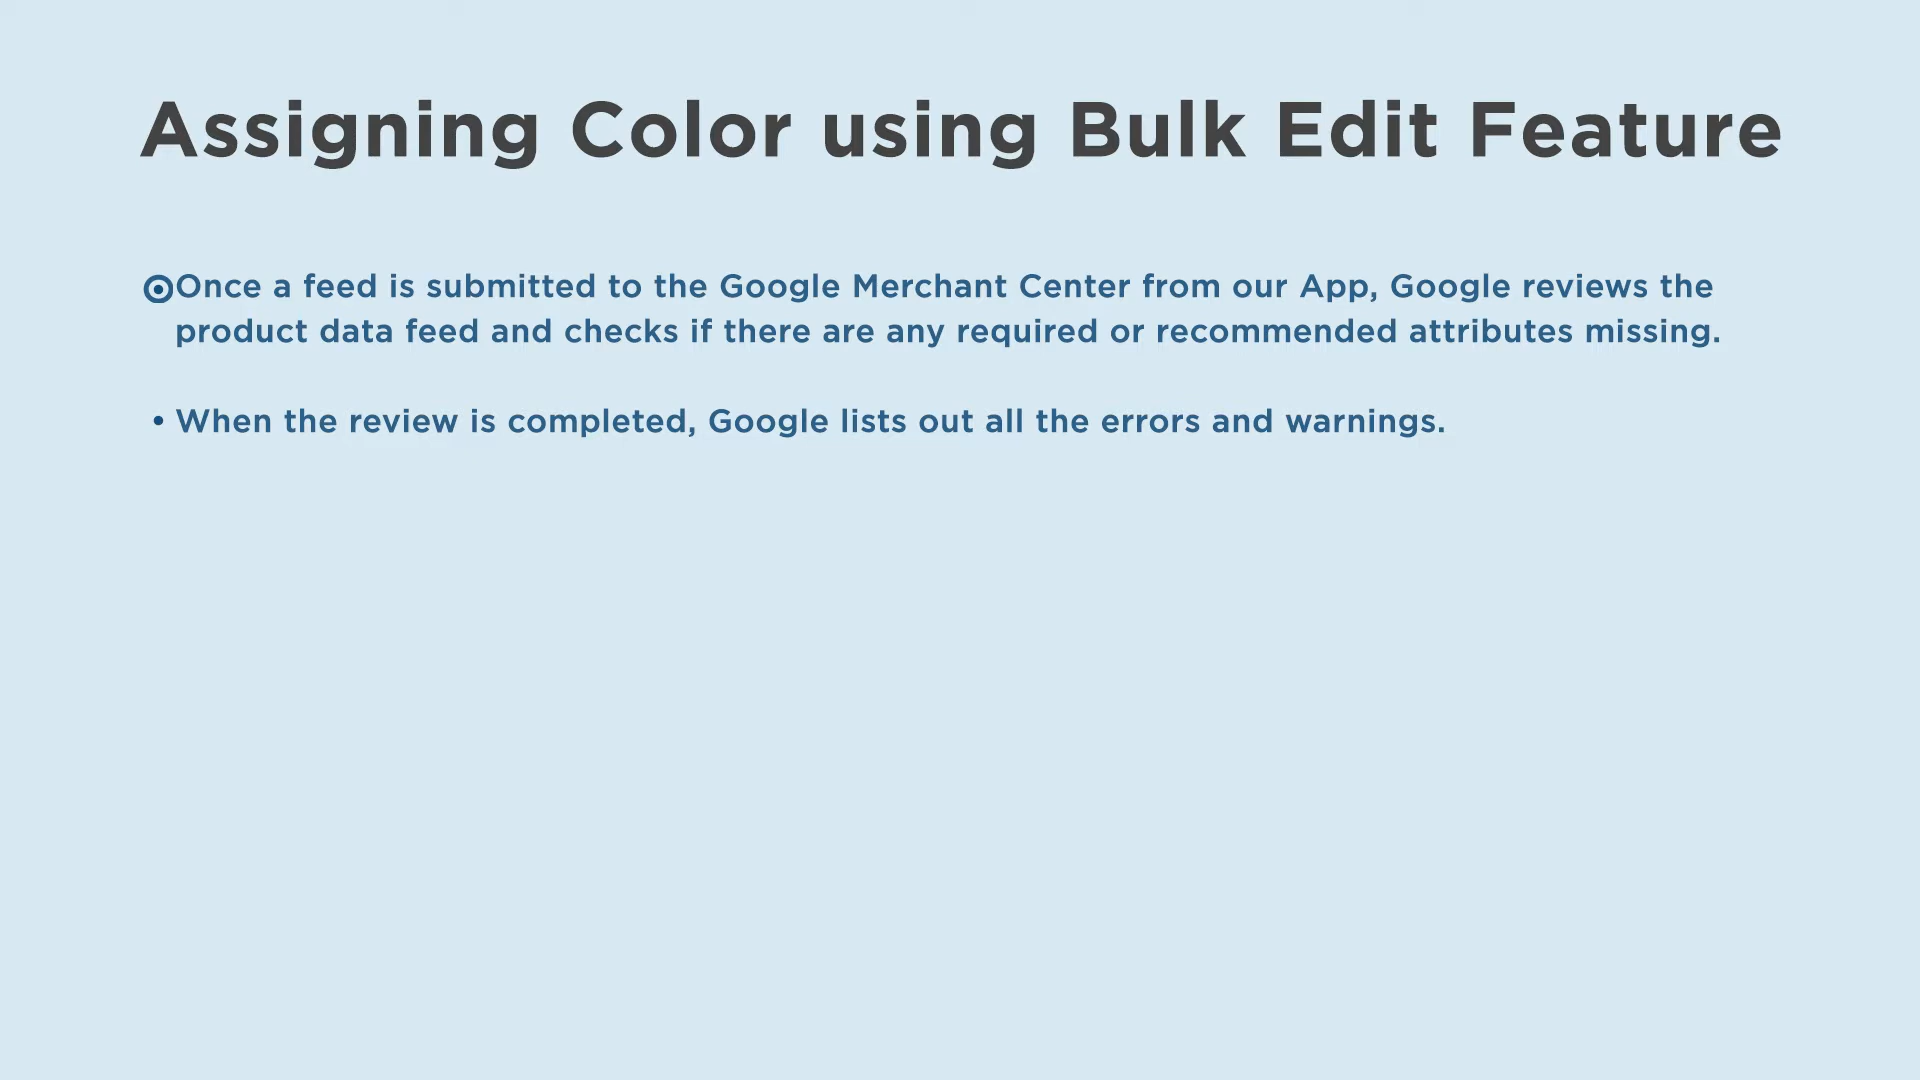 Assigning Color using Bulk Edit Feature
Once a feed is submitted to the Google Merchant Center from our App, Google reviews the
product data feed and checks if there are any required or recommended attributes missing.
• When the review is completed, Google lists out all the errors and warnings.